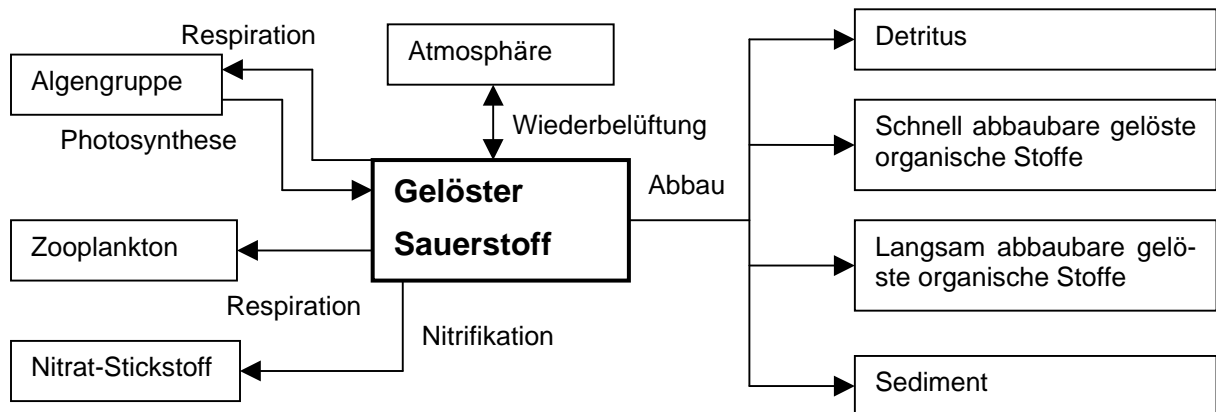 Respiration
Algengruppe
Photosynthese
Zooplankton
Respiration
Nitrat-Stickstoff
Nitrifikation
Atmosphäre
Wiederbelüftung
Gelöster
Sauerstoff
Abbau
Detritus
Schnell abbaubare gelöste
organische Stoffe
Langsam abbaubare gelö-
ste organische Stoffe
Sediment